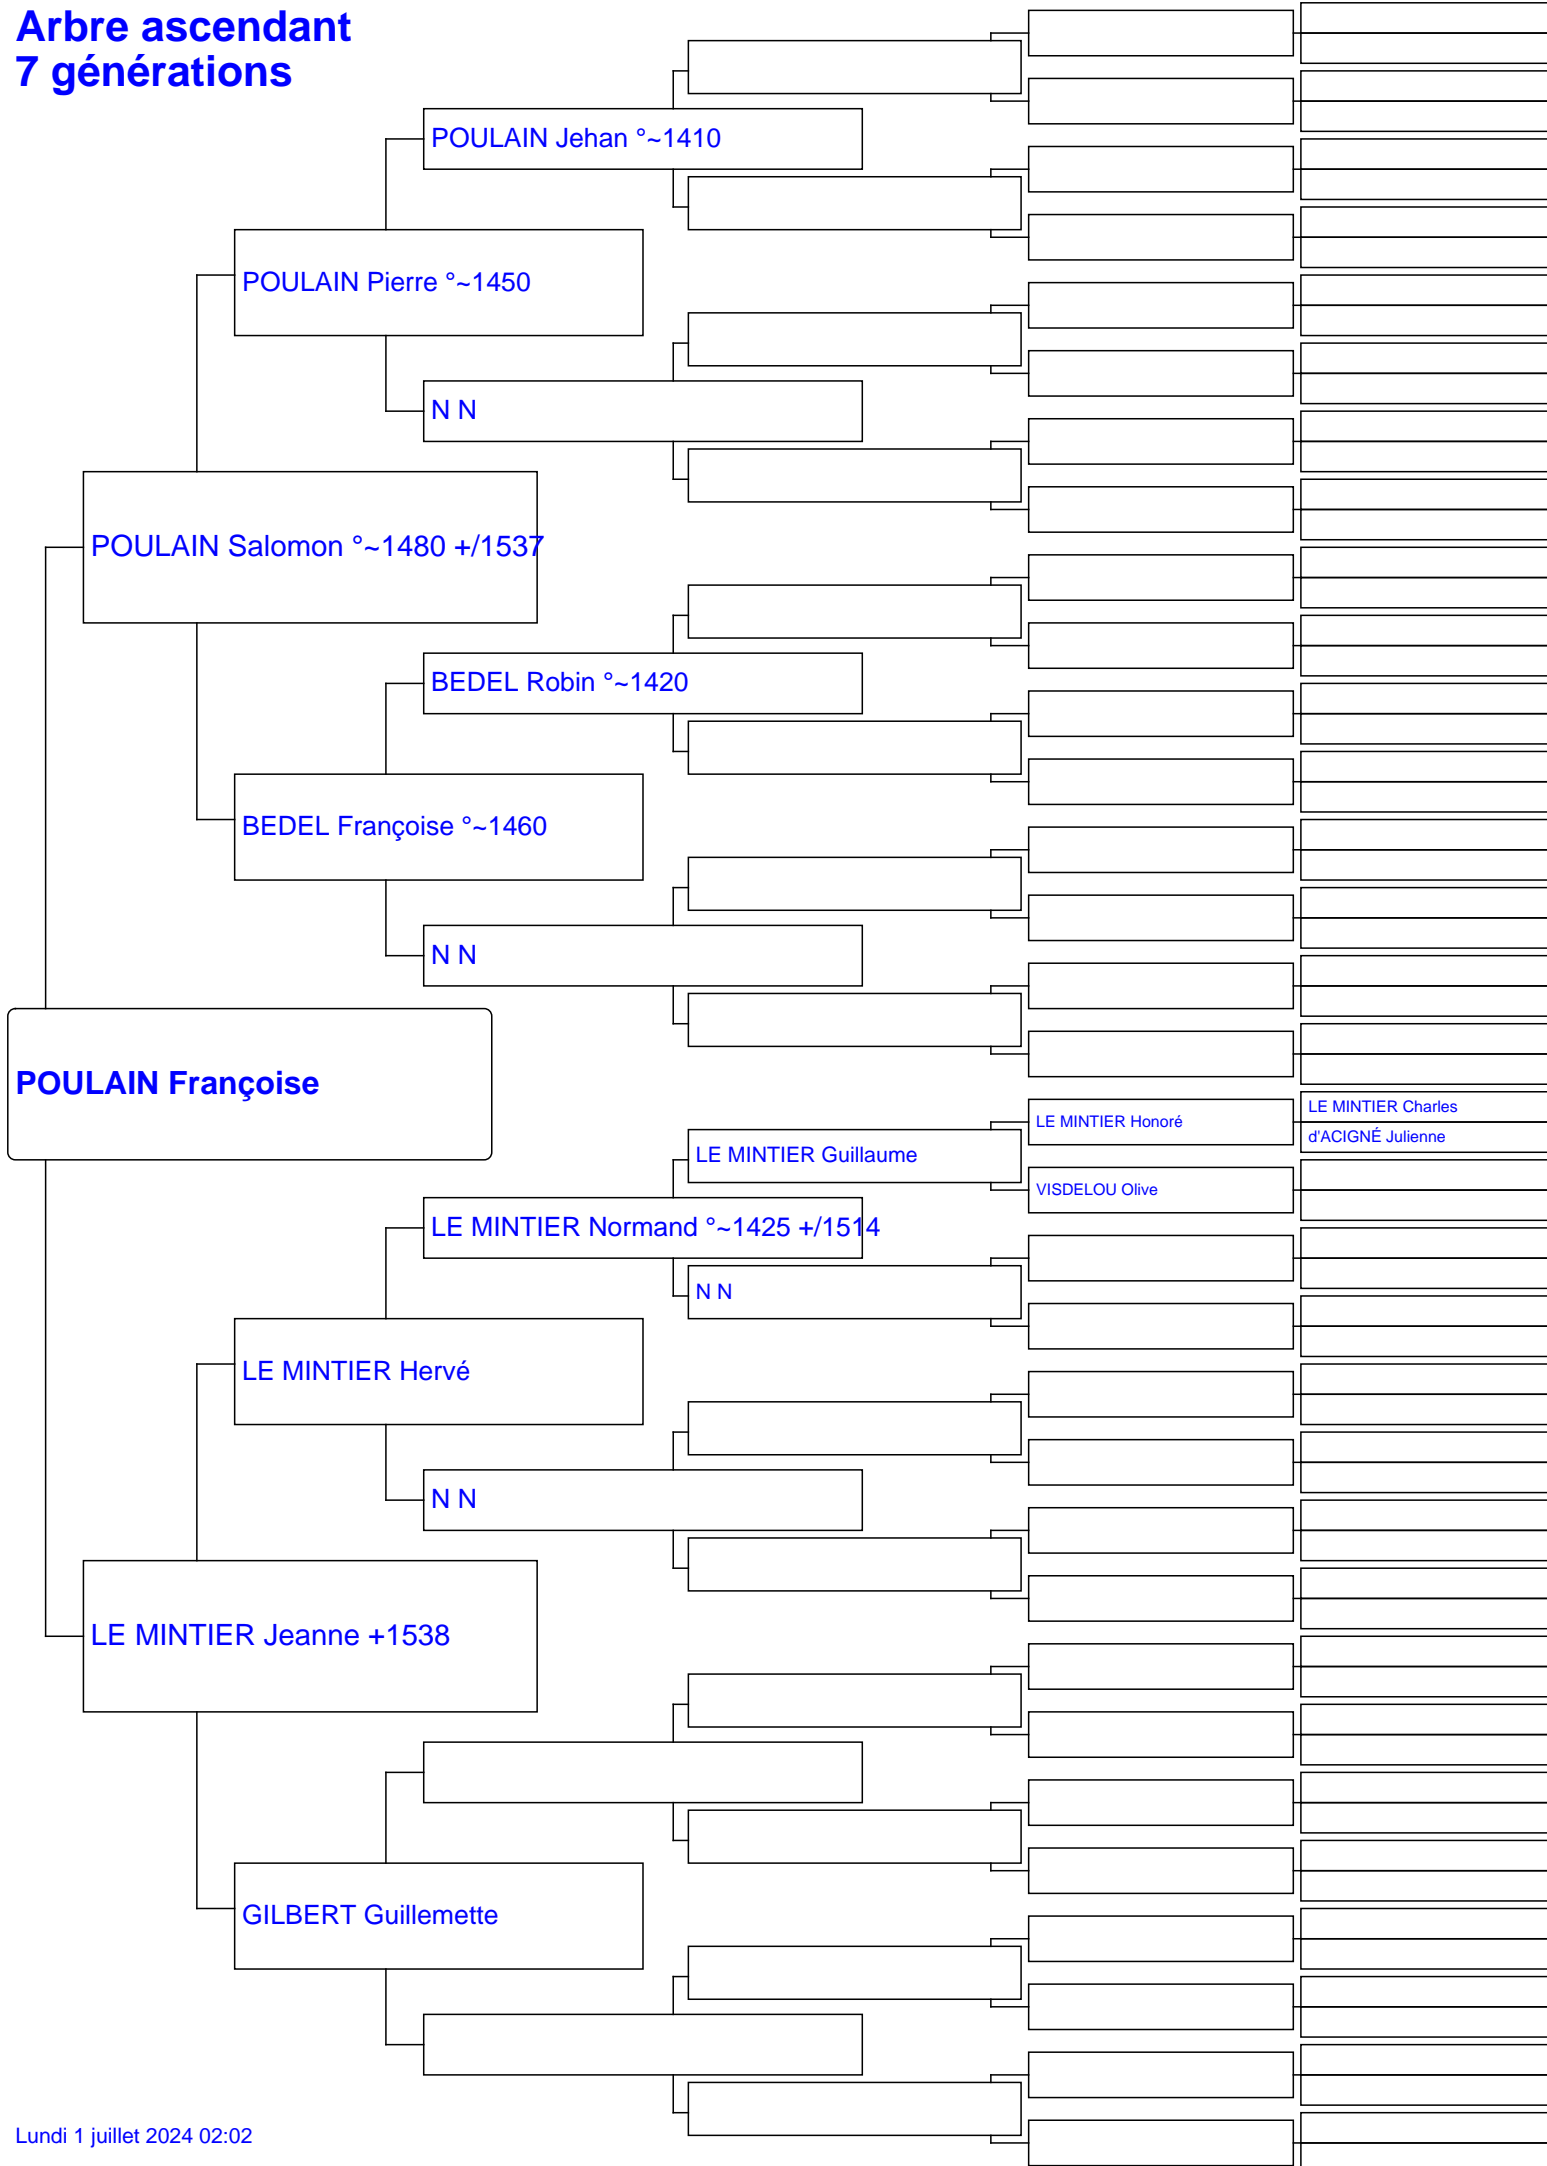 Arbre ascendant
7 générations
POULAIN Jehan °~1410
POULAIN Pierre °~1450
N N
POULAIN Salomon °~1480 +/1537
BEDEL Robin °~1420
BEDEL Françoise °~1460
N N
POULAIN Françoise
LE MINTIER Charles
LE MINTIER Honoré
d'ACIGNÉ Julienne
LE MINTIER Guillaume
VISDELOU Olive
LE MINTIER Normand °~1425 +/1514
N N
LE MINTIER Hervé
N N
LE MINTIER Jeanne +1538
GILBERT Guillemette
Lundi 1 juillet 2024 02:02